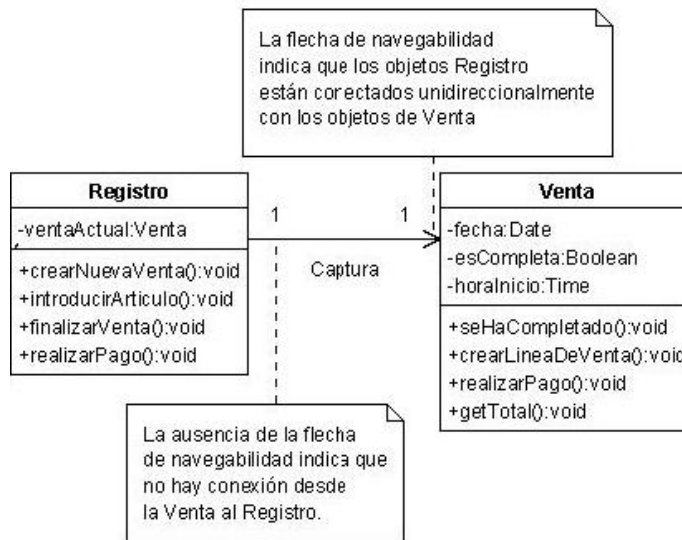 La flecha de navegabilidad
indica que los objetos Registro
están conectados unidireccionalmente
con los objetos de Venta
Registro
-ventaActual:Venta
+crearNuevaVenta():void
+introducirArticulo():void
+finalizarVenta():void
+realizarPago():void
1
1
Captura
Venta
-fecha:Date
-esCompleta:Boolean
-horaInicio:Time
+seHaCompletado():void
+crearLineaDeVenta():void
+realizarPago():void
+getTotal():void
La ausencia de la flecha
de navegabilidad indica que
no hay conexión desde
la Venta al Registro.